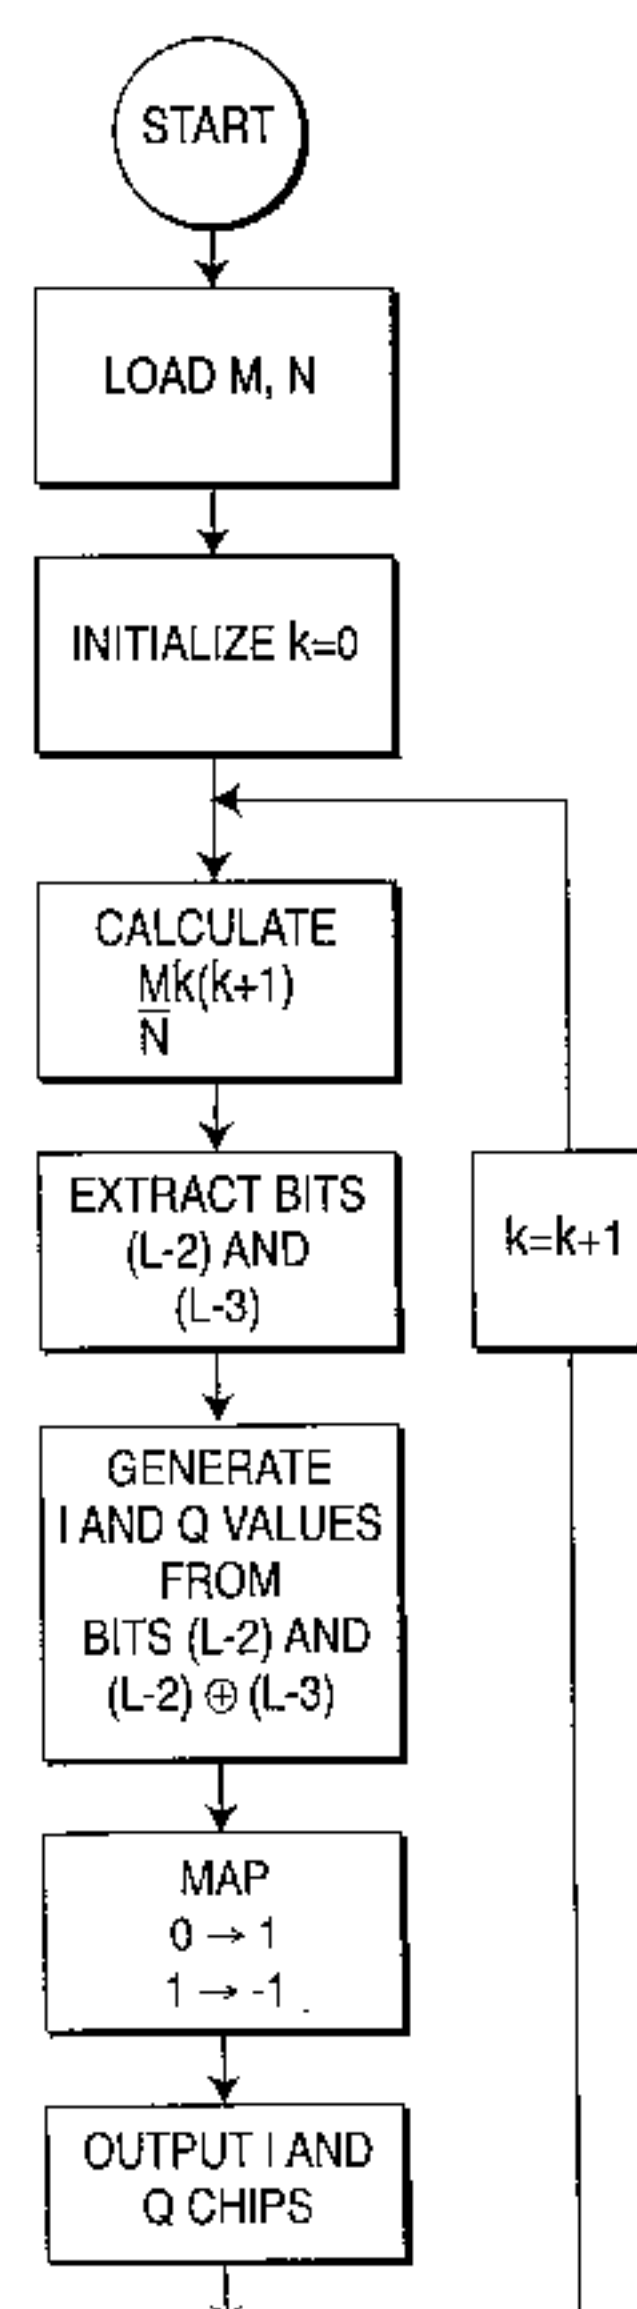 START
LOAD M, N
INITIALIZE k=0
CALCULATE
M/N k(k+1)
EXTRACT BITS
(L-2) AND
(L-3)
k=k+1
GENERATE
I AND Q VALUES
FROM
BITS (L-2) AND
(L-2) ⊕ (L-3)
MAP
0 → 1
1 → -1
OUTPUT I AND
Q CHIPS